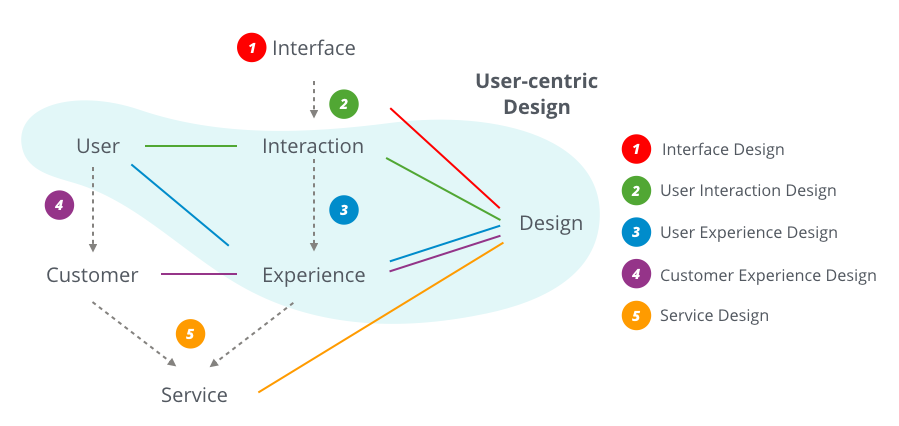 1 Interface
User-centric
Design
2
User
Interaction
1 Interface Design
2 User Interaction Design
4
3
Design
3 User Experience Design
Customer
Experience
4 Customer Experience Design
5
5 Service Design
Service